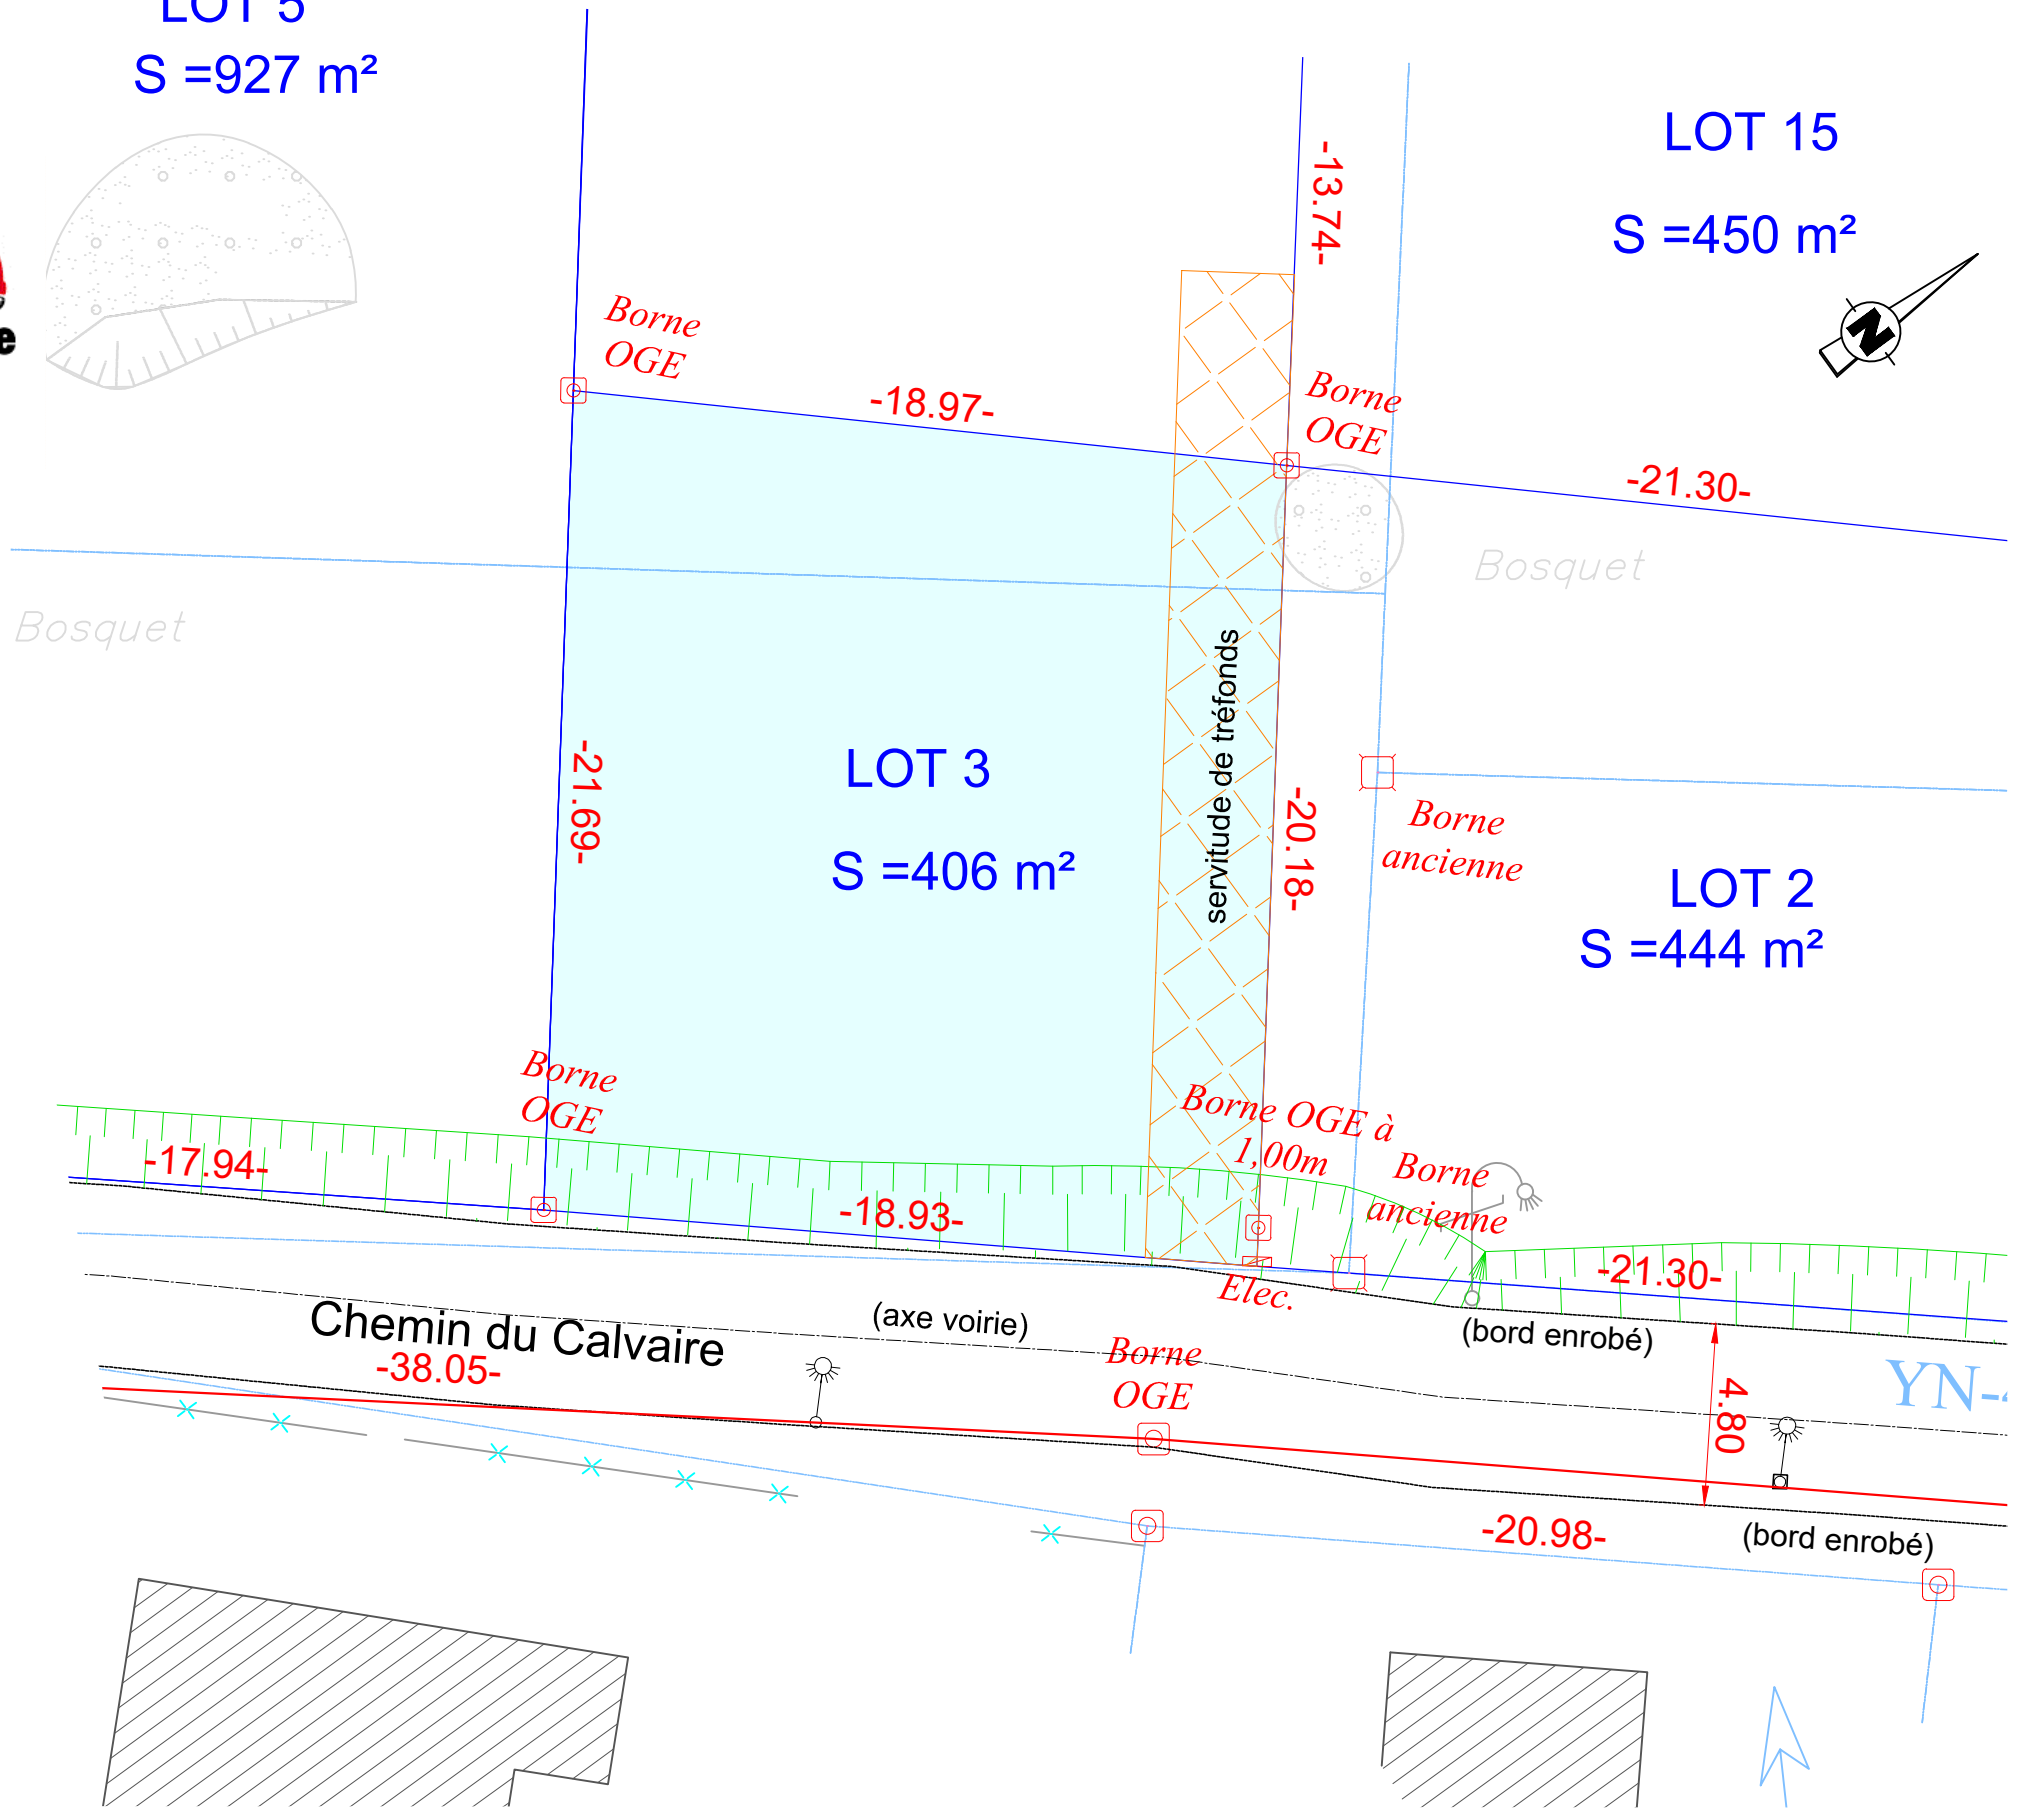 LOT 5
S =927 m²
LOT 15
S =450 m²
-13.74-
N
Borne
OGE
-18.97-
Borne
OGE
-21.30-
Bosquet
Bosquet
servitude de tréfonds
LOT 3
S =406 m²
-21.69-
-20.18-
Borne
ancienne
LOT 2
S =444 m²
Borne
OGE
Borne OGE à
1,00m
Borne
ancienne
-17.94-
-18.93-
-21.30-
Elec.
Chemin du Calvaire
(axe voirie)
(bord enrobé)
-38.05-
Borne
OGE
4.80
YN-
-20.98-
(bord enrobé)